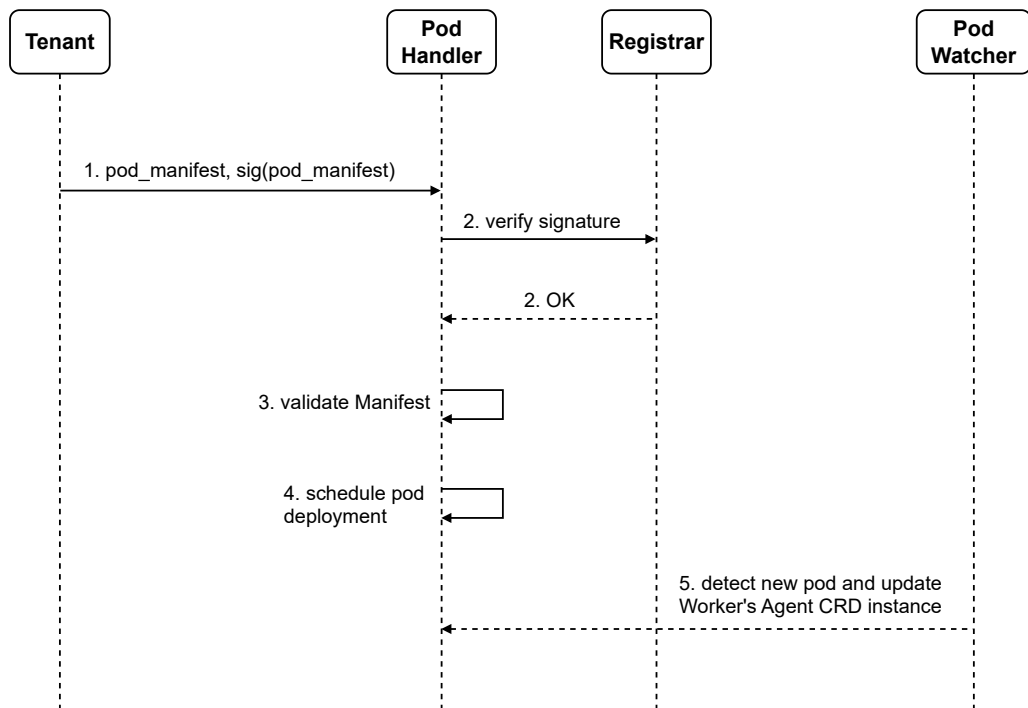 Tenant
Pod
Handler
Registrar
Pod
Watcher
1. pod_manifest, sig(pod_manifest)
2. verify signature
2. OK
3. validate Manifest
4. schedule pod
deployment
5. detect new pod and update
Worker's Agent CRD instance